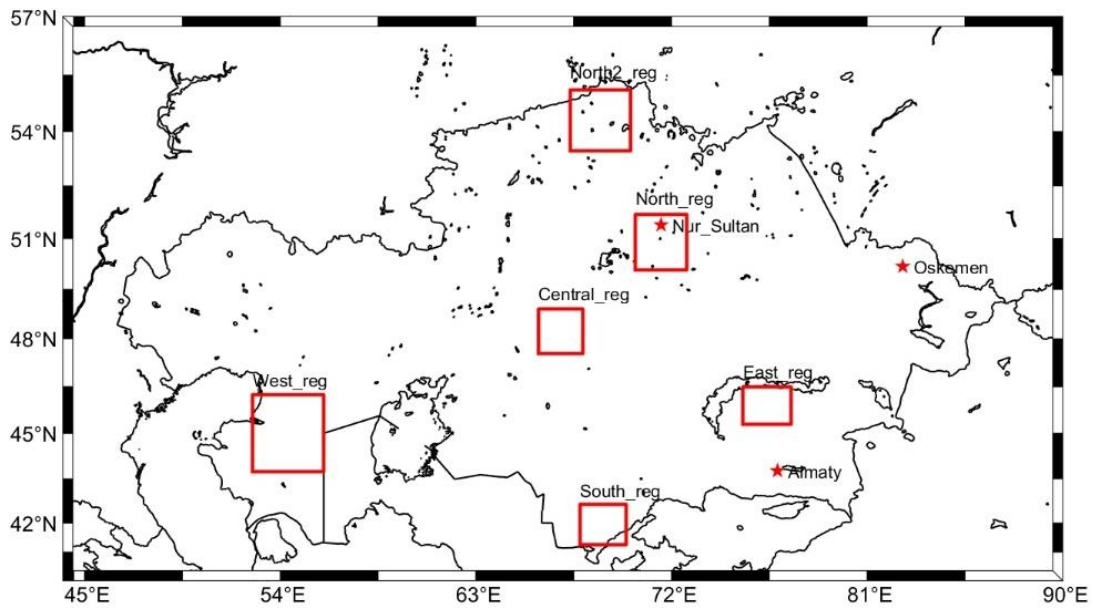 57°N
North2_reg
54°N
North_reg
Nur_Sultan
51°N
Oskemen
Central_reg
48°N
West_reg
East_reg
45°N
Almaty
South_reg
42°N
45°E 54°E 63°E 72°E 81°E 90°E